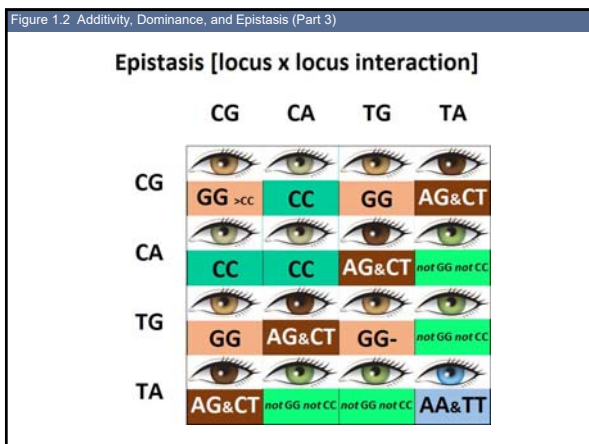 Figure 1.2 Additivity, Dominance, and Epistasis (Part 3)
Epistasis [locus x locus interaction]
CG CA TG TA
CG
GG >CC CC GG AG&CT
CA
CC CC AG&CT not GG not CC
TG
GG AG&CT GG- not GG not CC
TA
AG&CT not GG not CC not GG not CC AA&TT